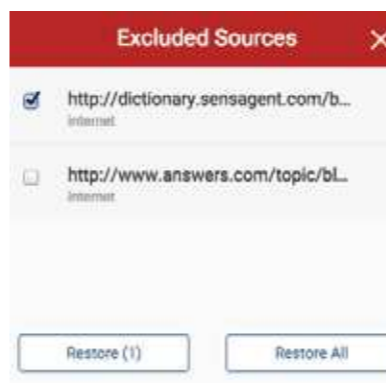 Excluded Sources
http://dictionary.sensagent.com/b...
internet
http://www.answers.com/topic/bl...
internet
Restore (1)
Restore All